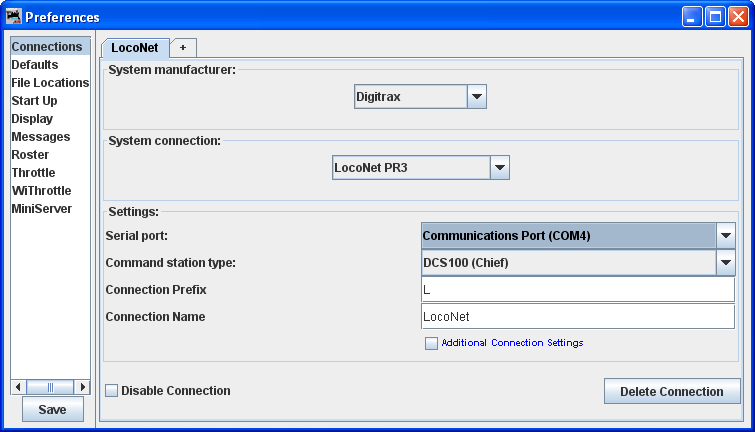 Preferences
Connections
Defaults
File Locations
Start Up
Display
Messages
Roster
Throttle
WiThrottle
MiniServer
Save
LocoNet +
System manufacturer:
Digitrax
System connection:
LocoNet PR3
Settings:
Serial port: Communications Port (COM4)
Command station type: DCS100 (Chief)
Connection Prefix L
Connection Name LocoNet
Additional Connection Settings
Disable Connection Delete Connection